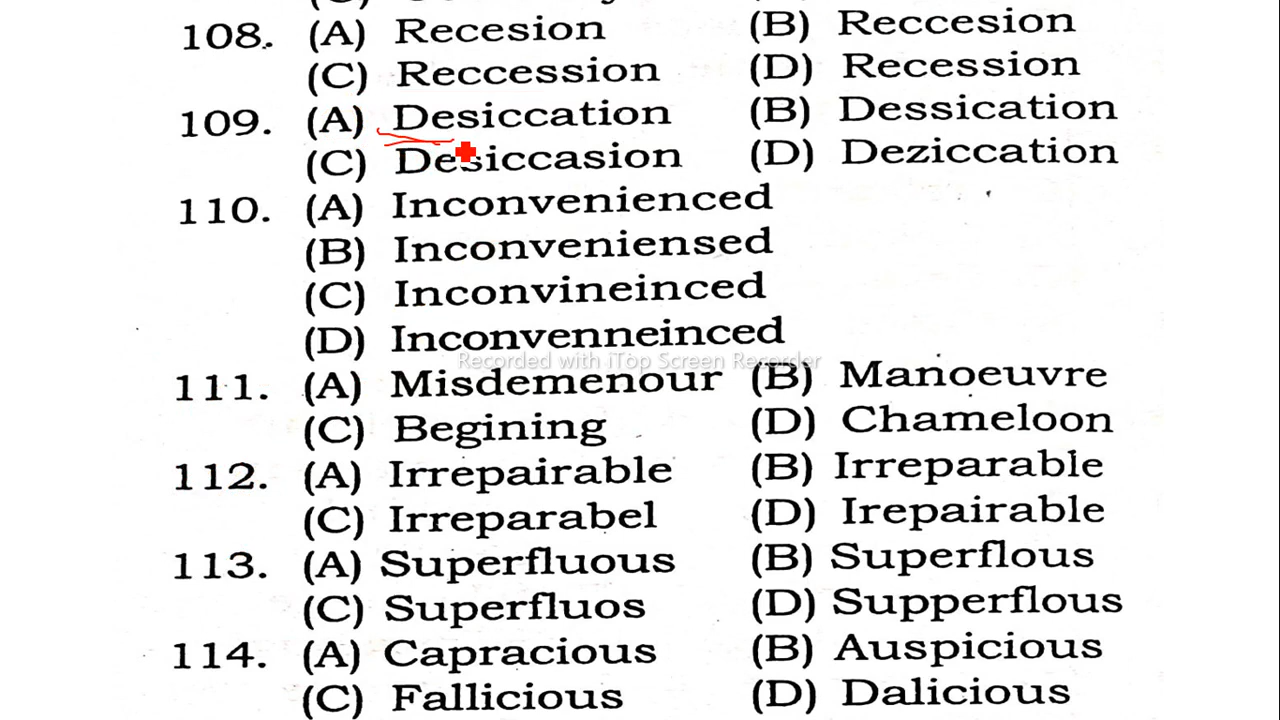 108. (A) Recesion (B) Reccesion
(C) Reccession (D) Recession
109. (A) Desiccation (B) Dessication
(C) Desiccasion (D) Deziccation
110. (A) Inconvenienced
(B) Inconveniensed
(C) Inconvineinced
(D) Inconvenneinced
Recorded with iTop Screen Recorder
111. (A) Misdemenour (B) Manoeuvre
(C) Begining (D) Chameloon
112. (A) Irrepairable (B) Irreparable
(C) Irreparabel (D) Irepairable
113. (A) Superfluous (B) Superflous
(C) Superfluos (D) Supperflous
114. (A) Capracious (B) Auspicious
(C) Fallicious (D) Dalicious